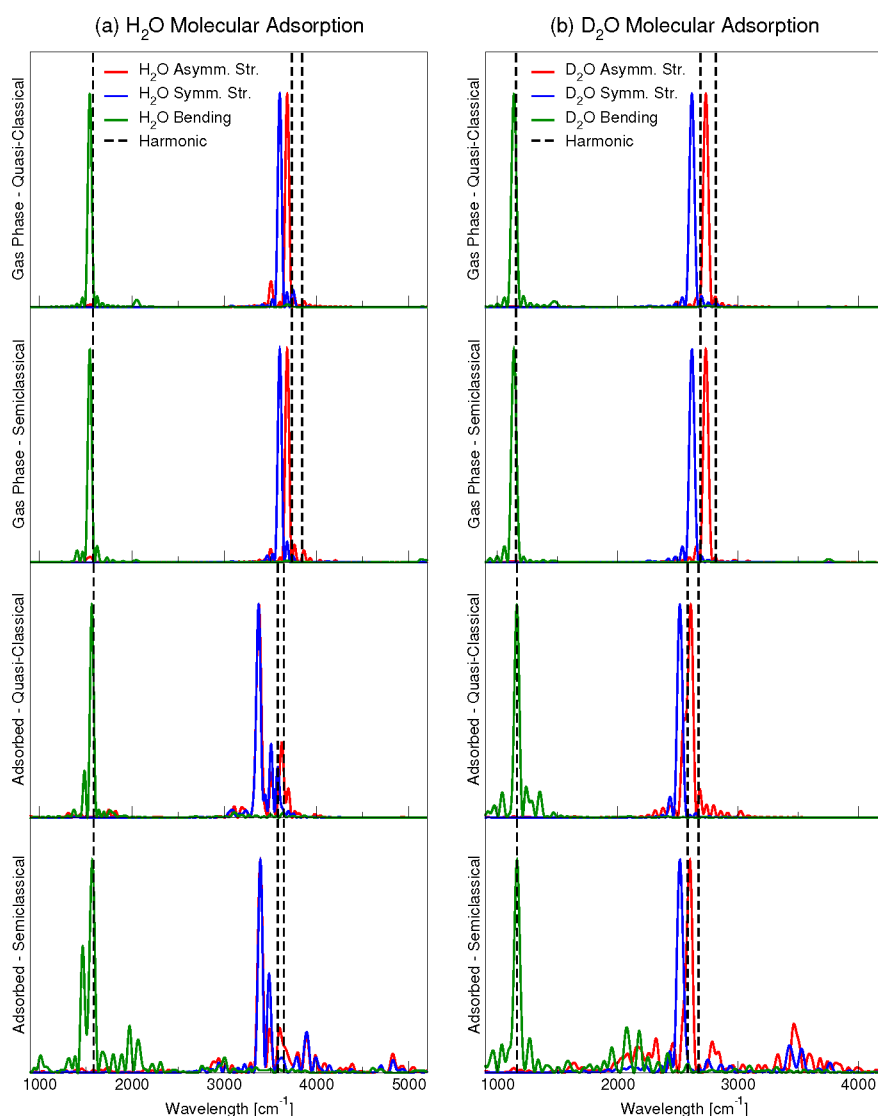 (a) H₂O Molecular Adsorption
(b) D₂O Molecular Adsorption
Gas Phase - Quasi-Classical
H₂O Asymm. Str.
H₂O Symm. Str.
H₂O Bending
Harmonic
Gas Phase - Quasi-Classical
D₂O Asymm. Str.
D₂O Symm. Str.
D₂O Bending
Harmonic
Gas Phase - Semiclassical
Gas Phase - Semiclassical
Adsorbed - Quasi-Classical
Adsorbed - Quasi-Classical
Adsorbed - Semiclassical
Adsorbed - Semiclassical
1000 2000 3000 4000 5000
1000 2000 3000 4000
Wavelength [cm⁻¹]
Wavelength [cm⁻¹]